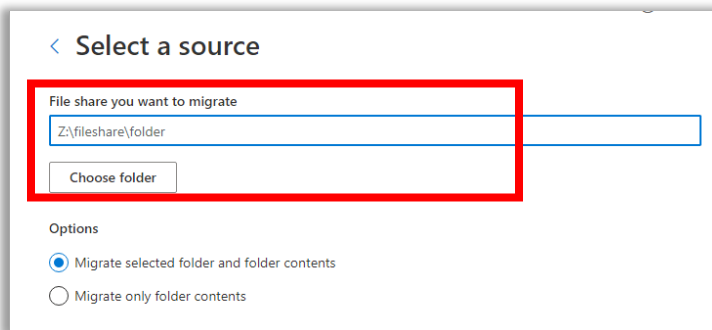 Select a source
File share you want to migrate
Z:\fileshare\folder
Choose folder
Options
Migrate selected folder and folder contents
Migrate only folder contents